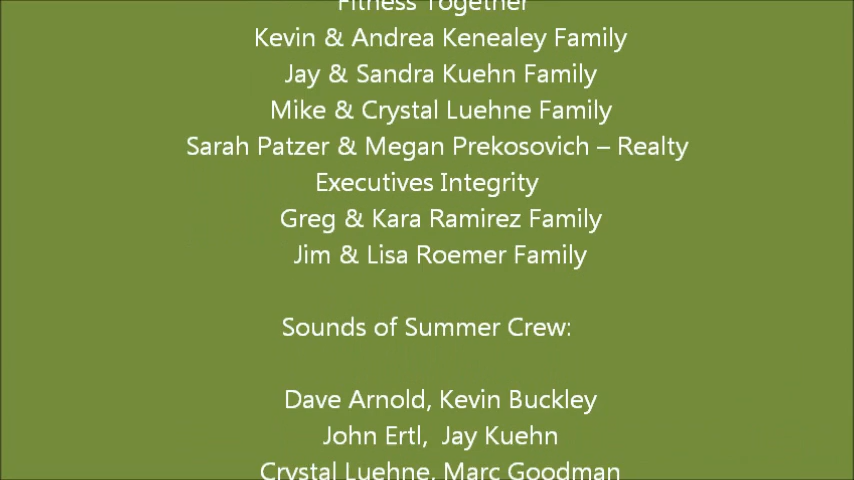 Fitness Together
Kevin & Andrea Kenealey Family
Jay & Sandra Kuehn Family
Mike & Crystal Luehne Family
Sarah Patzer & Megan Prekosovich – Realty
Executives Integrity
Greg & Kara Ramirez Family
Jim & Lisa Roemer Family
Sounds of Summer Crew:
Dave Arnold, Kevin Buckley
John Ertl,  Jay Kuehn
Crystal Luehne, Marc Goodman